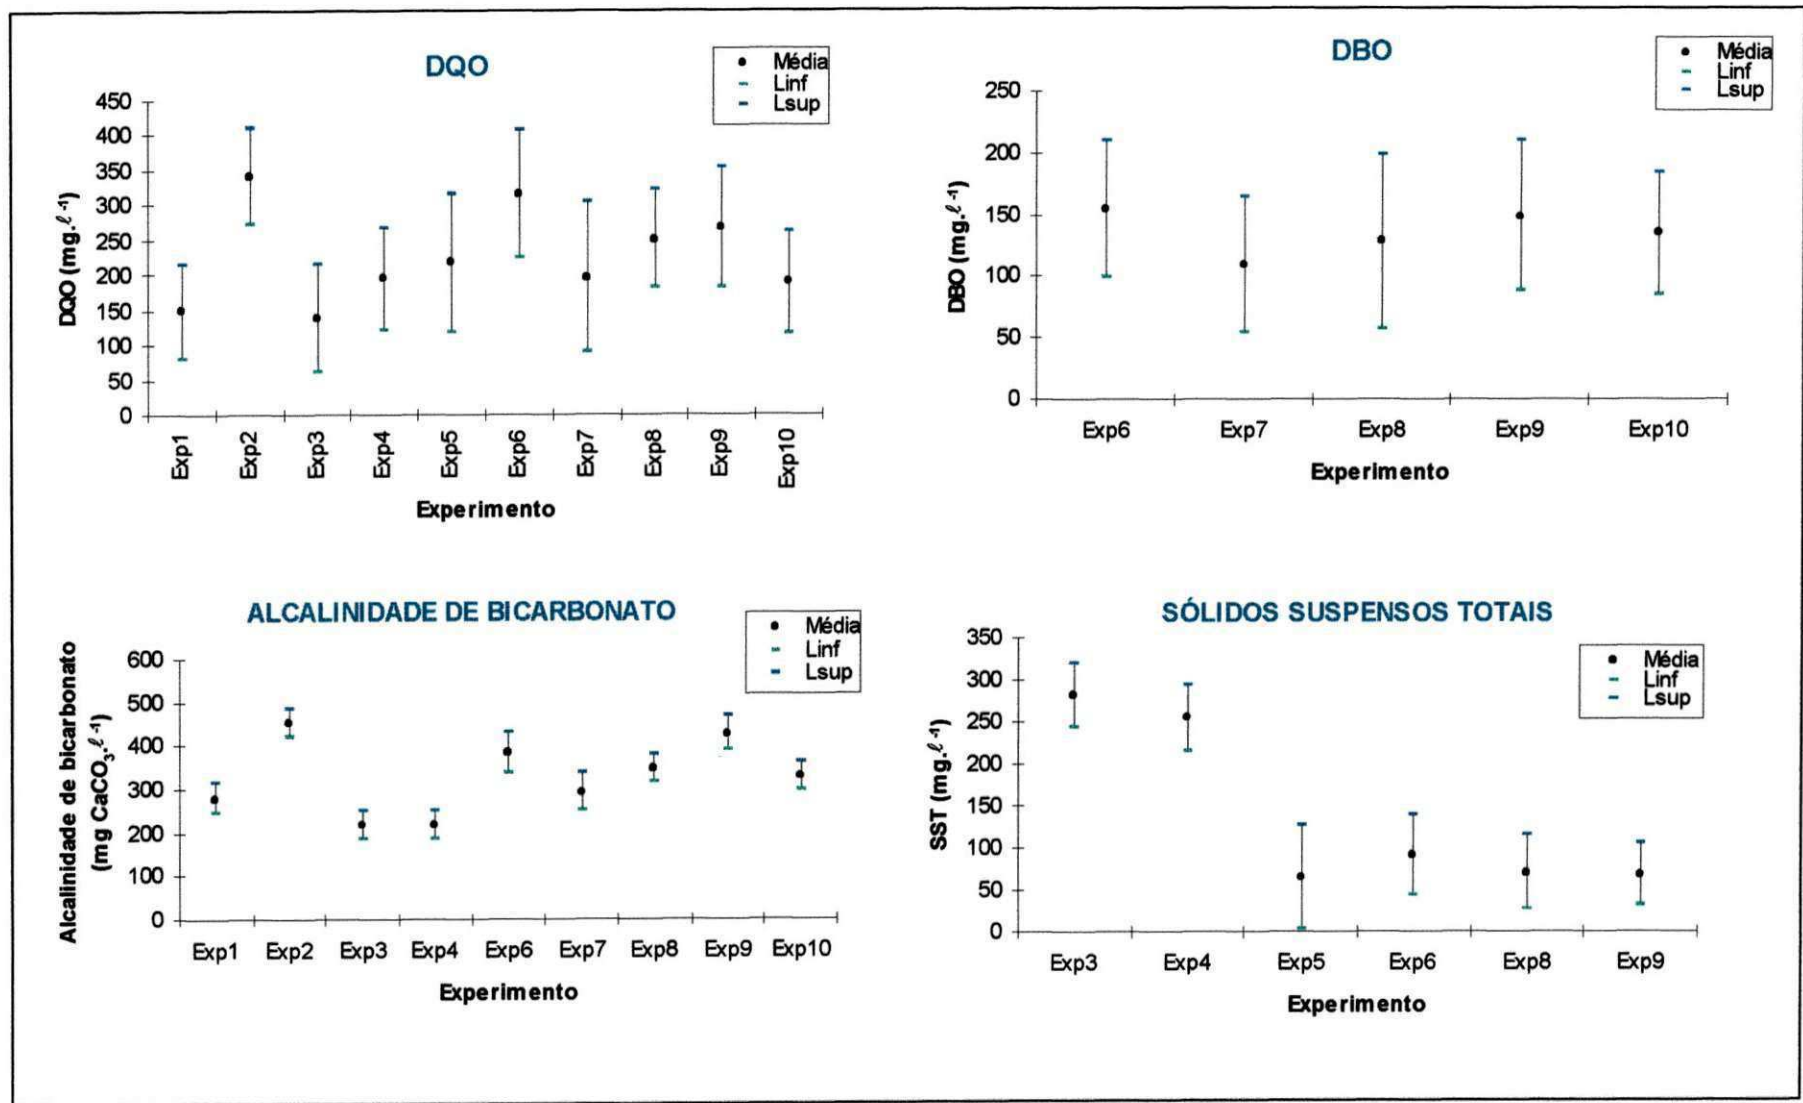 DQO
Média
Linf
Lsup
450
400
350
300
250
200
150
100
50
0
DQO (mg.ℓ⁻¹)
Exp1
Exp2
Exp3
Exp4
Exp5
Exp6
Exp7
Exp8
Exp9
Exp10
Experimento
DBO
Média
Linf
Lsup
250
200
150
100
50
0
DBO (mg.ℓ⁻¹)
Exp6 Exp7 Exp8 Exp9 Exp10
Experimento
ALCALINIDADE DE BICARBONATO
Média
Linf
Lsup
600
500
400
300
200
100
0
Alcalinidade de bicarbonato
(mg CaCO₃.ℓ⁻¹)
Exp1 Exp2 Exp3 Exp4 Exp6 Exp7 Exp8 Exp9 Exp10
Experimento
SÓLIDOS SUSPENSOS TOTAIS
Média
Linf
Lsup
350
300
250
200
150
100
50
0
SST (mg.ℓ⁻¹)
Exp3 Exp4 Exp5 Exp6 Exp8 Exp9
Experimento